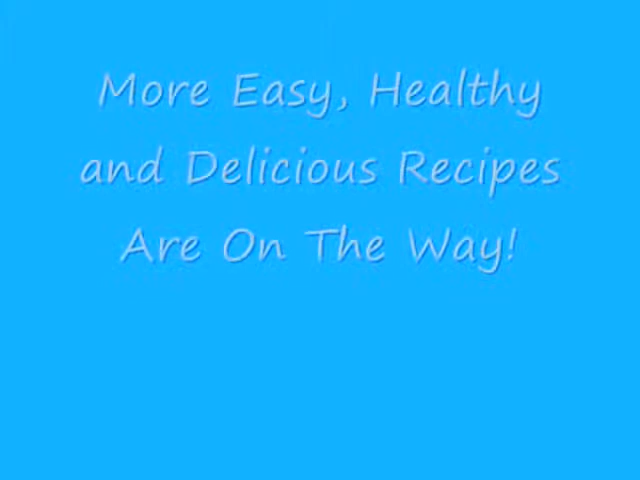 More Easy, Healthy
and Delicious Recipes
Are On The Way!